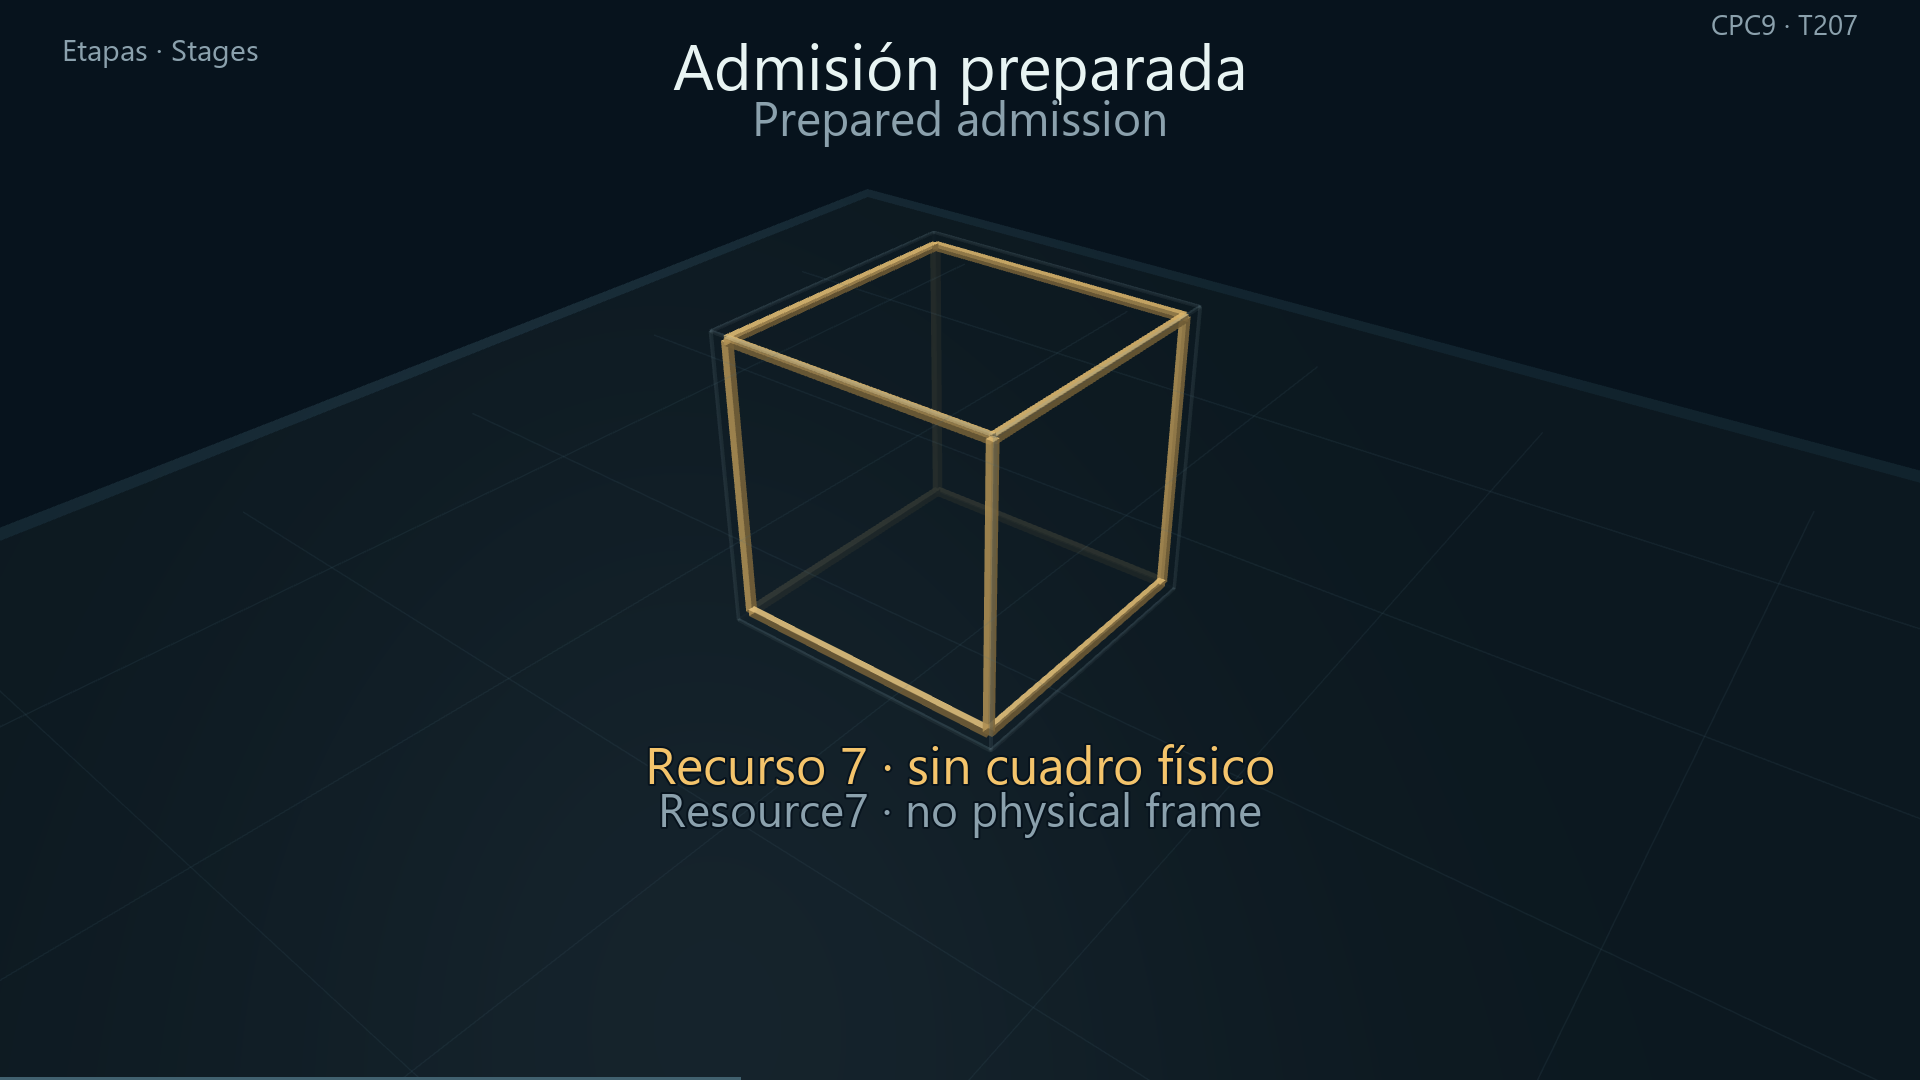 Etapas · Stages
CPC9 · T207
Admisión preparada
Prepared admission
Recurso 7 · sin cuadro físico
Resource7 · no physical frame